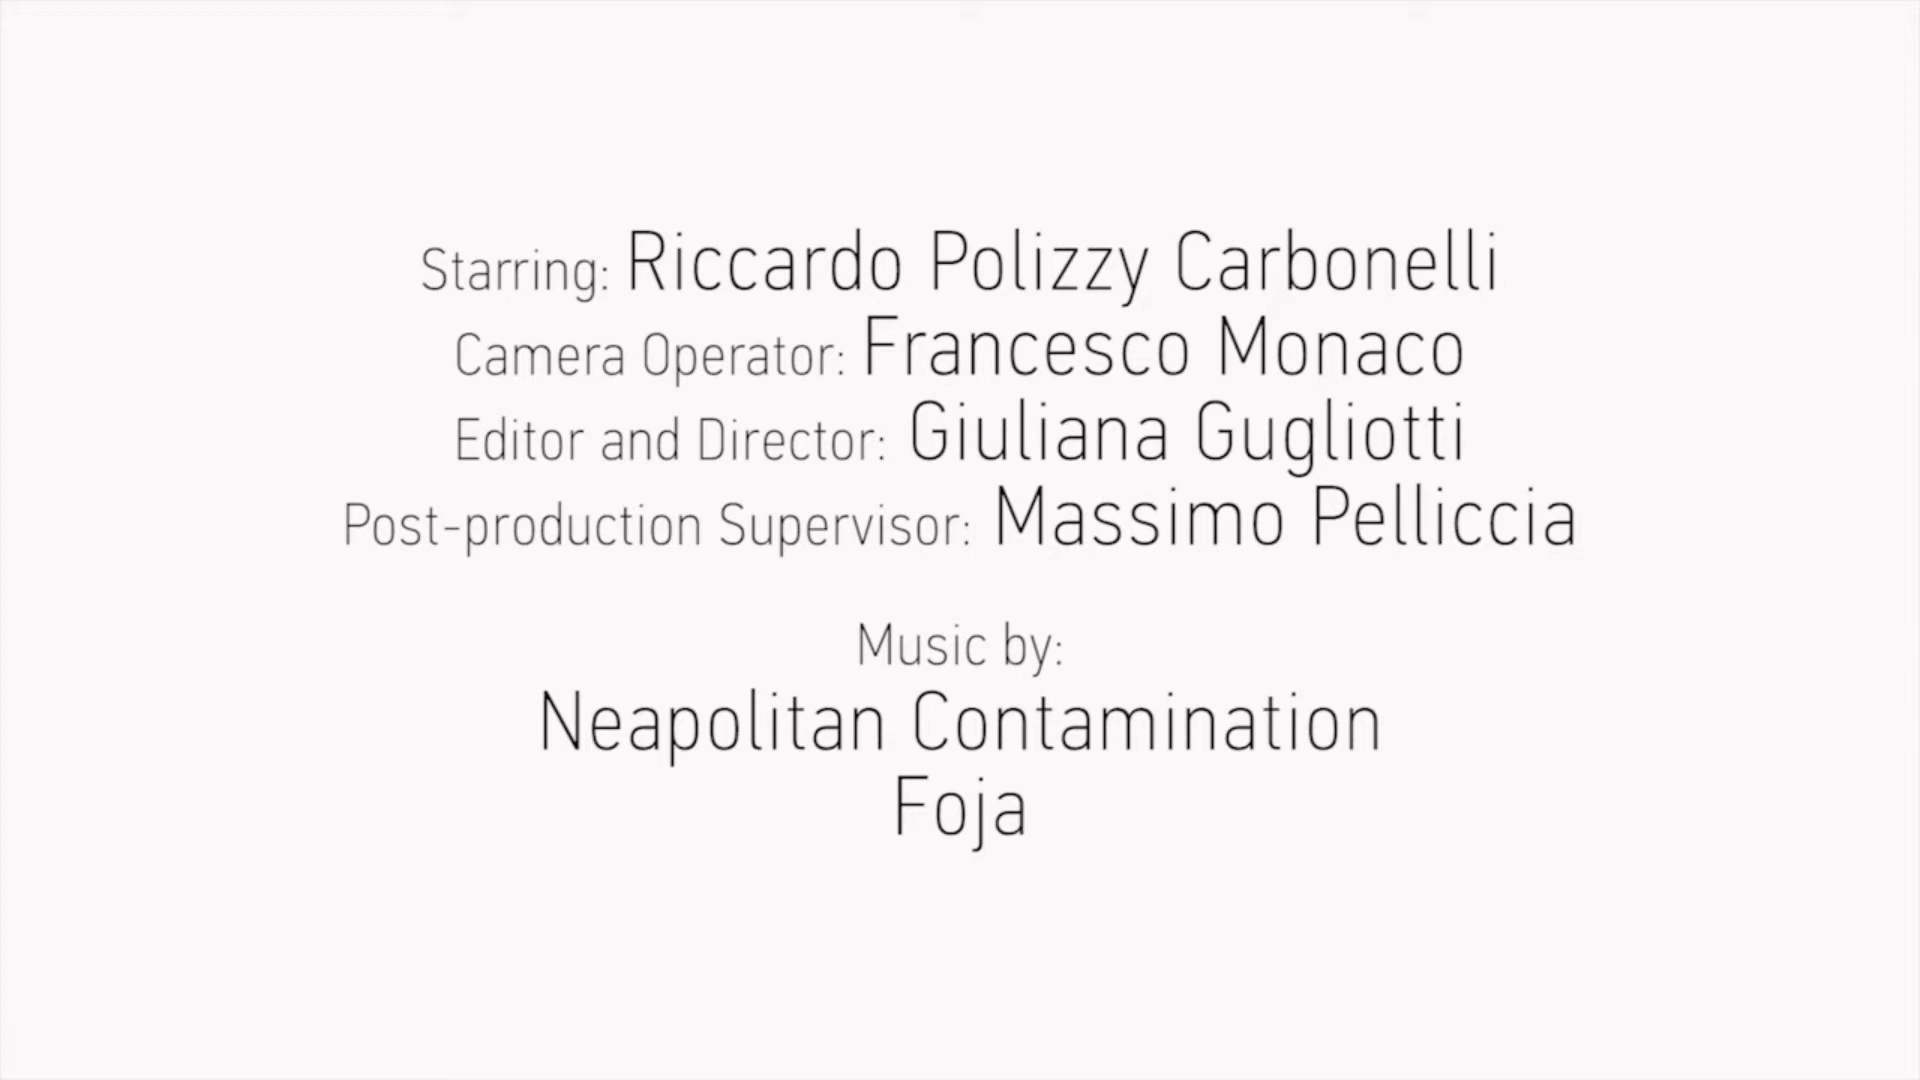 Starring: Riccardo Polizzy Carbonelli
Camera Operator: Francesco Monaco
Editor and Director: Giuliana Gugliotti
Post-production Supervisor: Massimo Pelliccia
Music by:
Neapolitan Contamination
Foja